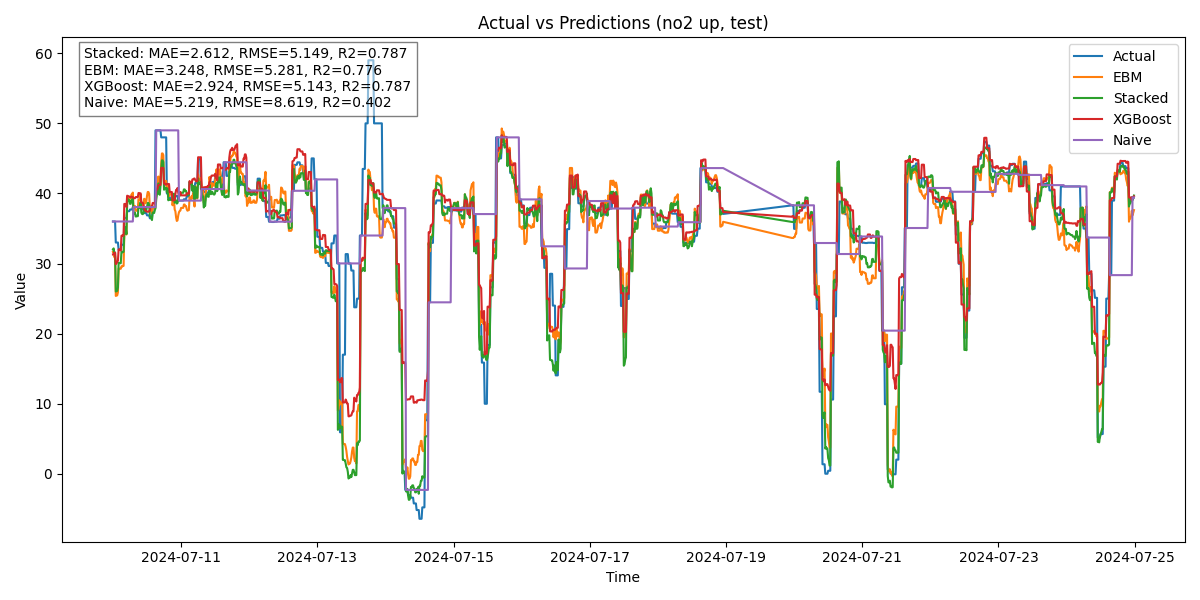 Actual vs Predictions (no2 up, test)
Stacked: MAE=2.612, RMSE=5.149, R2=0.787
EBM: MAE=3.248, RMSE=5.281, R2=0.776
XGBoost: MAE=2.924, RMSE=5.143, R2=0.787
Naive: MAE=5.219, RMSE=8.619, R2=0.402
Actual
EBM
Stacked
XGBoost
Naive
Value
60
50
40
30
20
10
0
2024-07-11
2024-07-13
2024-07-15
2024-07-17
2024-07-19
2024-07-21
2024-07-23
2024-07-25
Time